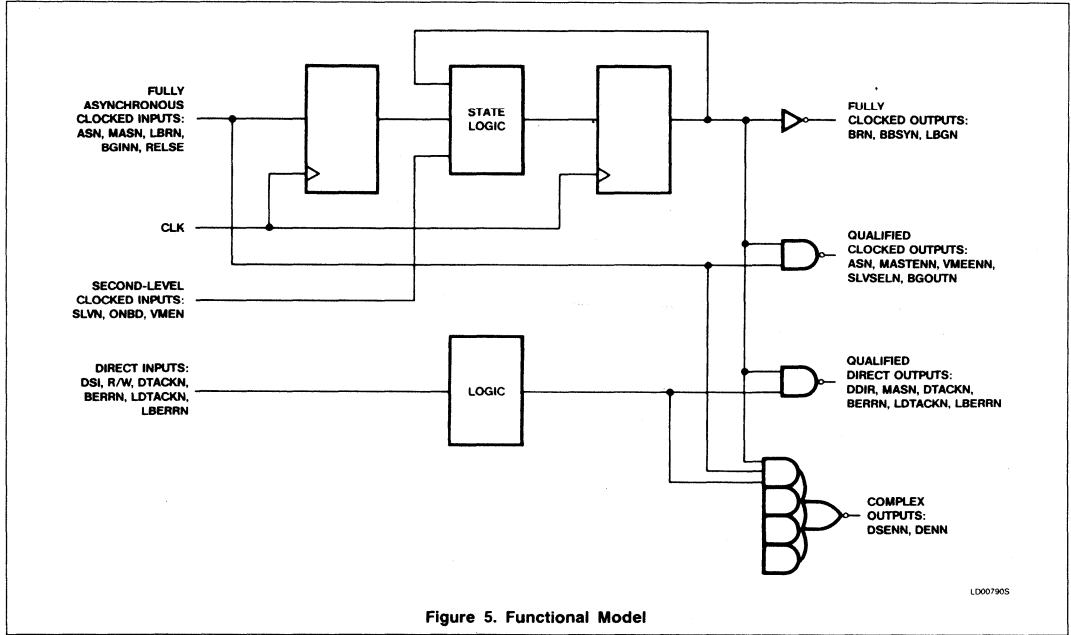 FULLY
ASYNCHRONOUS
CLOCKED INPUTS:
ASN, MASN, LBRN,
BGINN, RELSE
STATE
LOGIC
FULLY
CLOCKED OUTPUTS:
BRN, BBSYN, LBGN
CLK
QUALIFIED
CLOCKED OUTPUTS:
ASN, MASTENN, VMEENN,
SLVSELN, BGOUTN
SECOND-LEVEL
CLOCKED INPUTS:
SLVN, ONBD, VMEN
DIRECT INPUTS:
DSI, R/W, DTACKN,
BERRN, LDTACKN,
LBERRN
LOGIC
QUALIFIED
DIRECT OUTPUTS:
DDIR, MASN, DTACKN,
BERRN, LDTACKN, LBERRN
COMPLEX
OUTPUTS:
DSENN, DENN
LD00790S
Figure 5. Functional Model